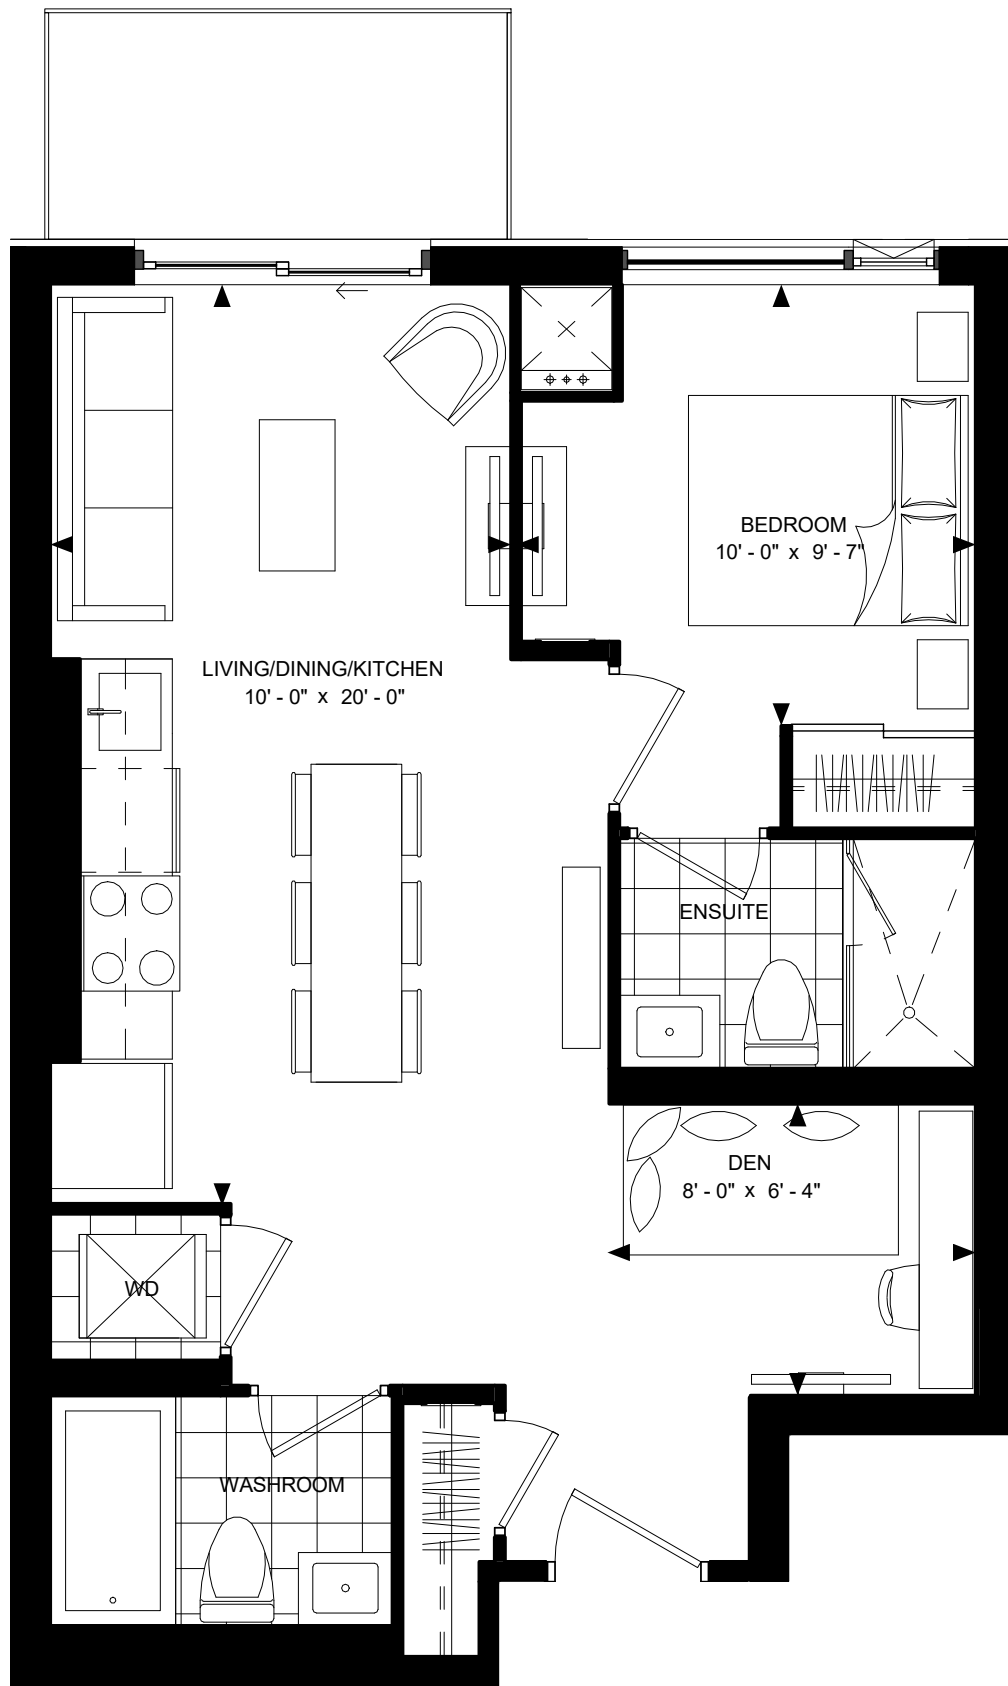 BEDROOM
10' - 0" x 9' - 7"
LIVING/DINING/KITCHEN
10' - 0" x 20' - 0"
ENSUITE
DEN
8' - 0" x 6' - 4"
WD
WASHROOM